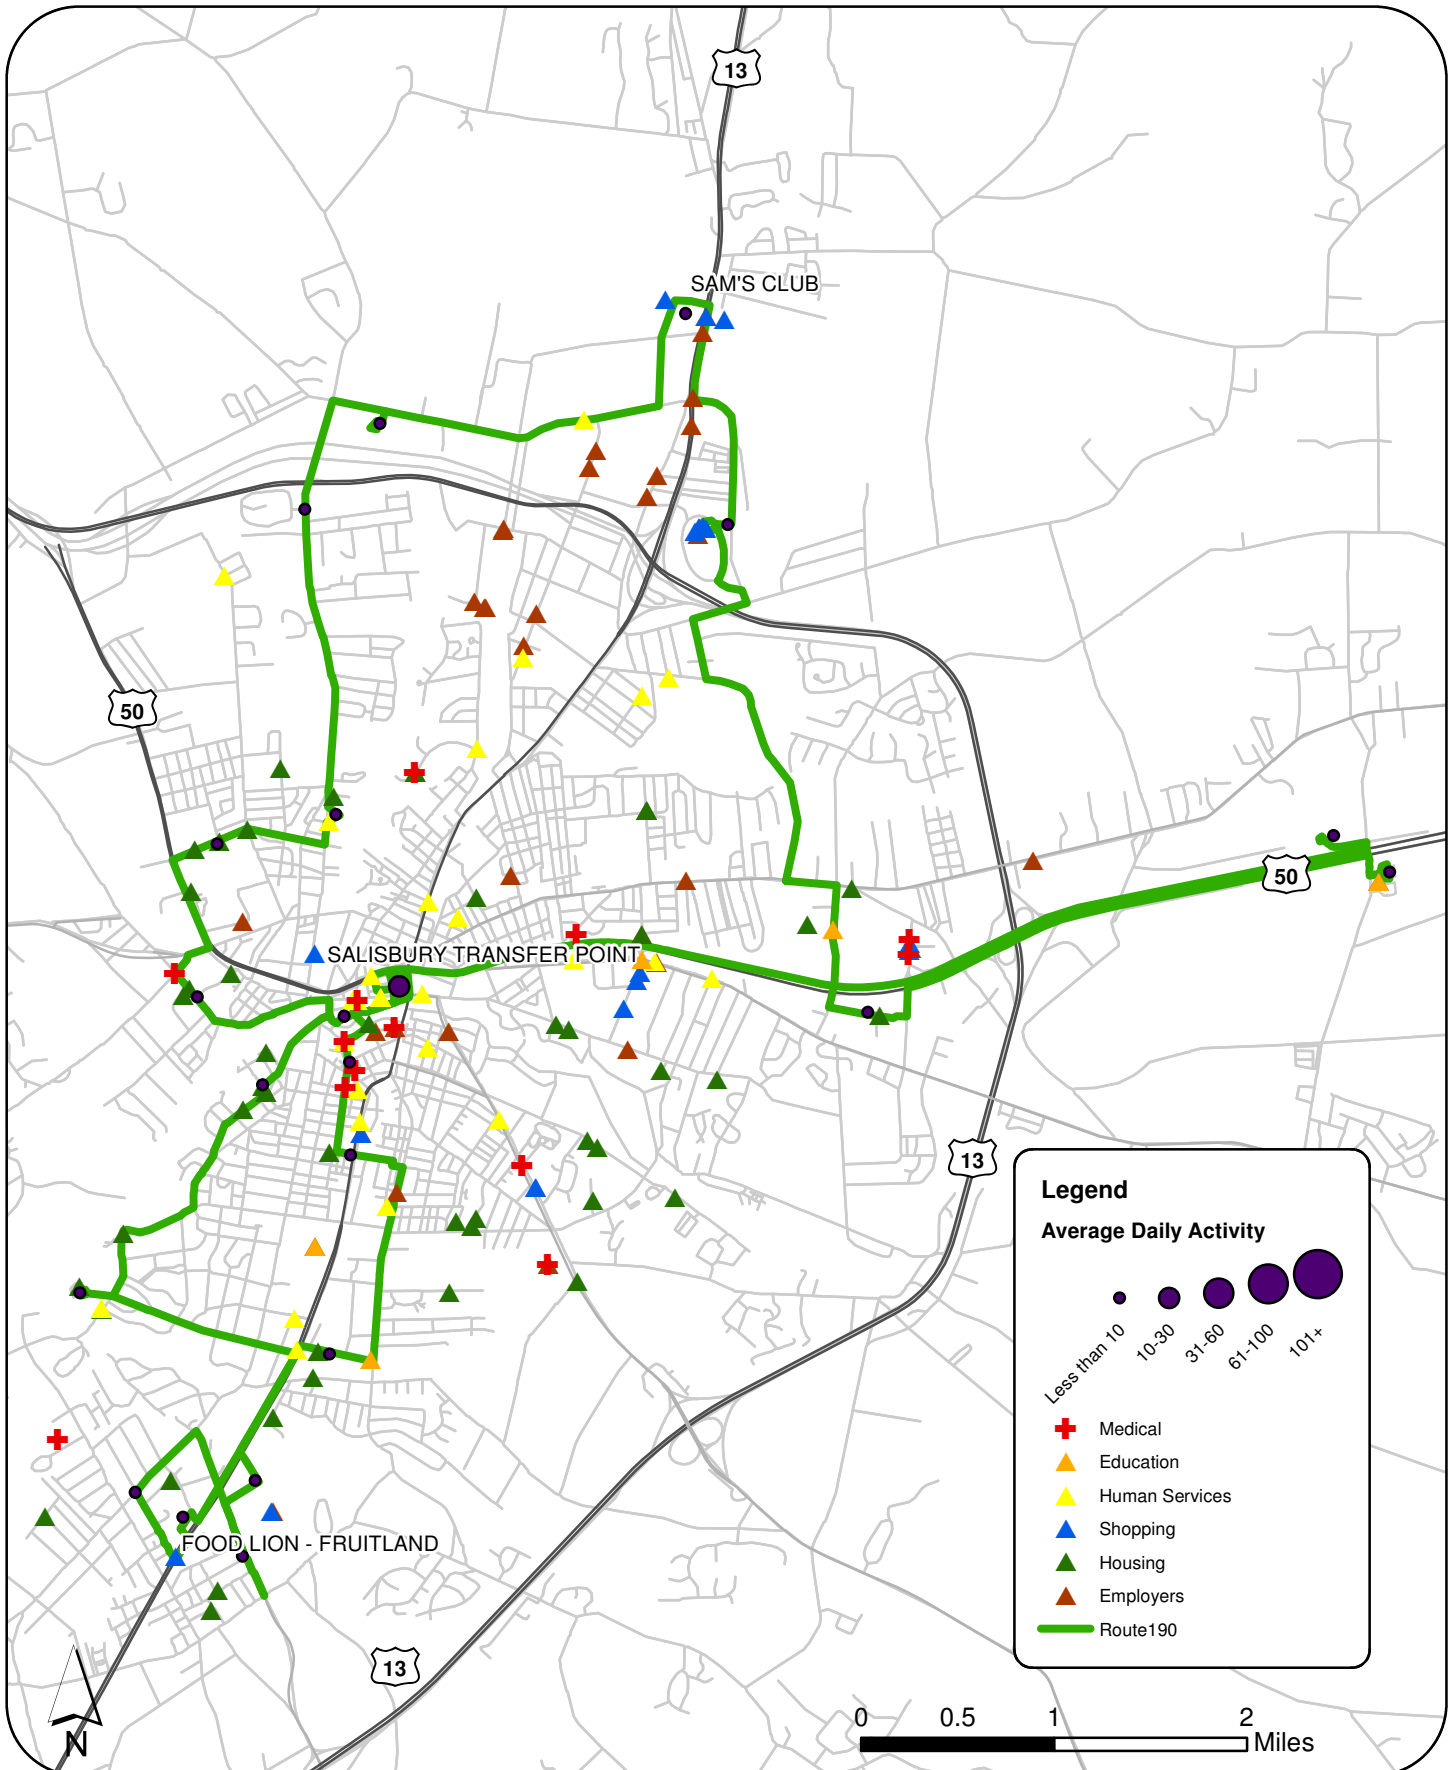 13
SAM'S CLUB
50
50
SALISBURY TRANSFER POINT
13
Legend
Average Daily Activity
Less than 10
10-30
31-60
61-100
101+
Medical
Education
Human Services
Shopping
Housing
Employers
Route190
FOOD LION - FRUITLAND
13
N
0 0.5 1 2
Miles